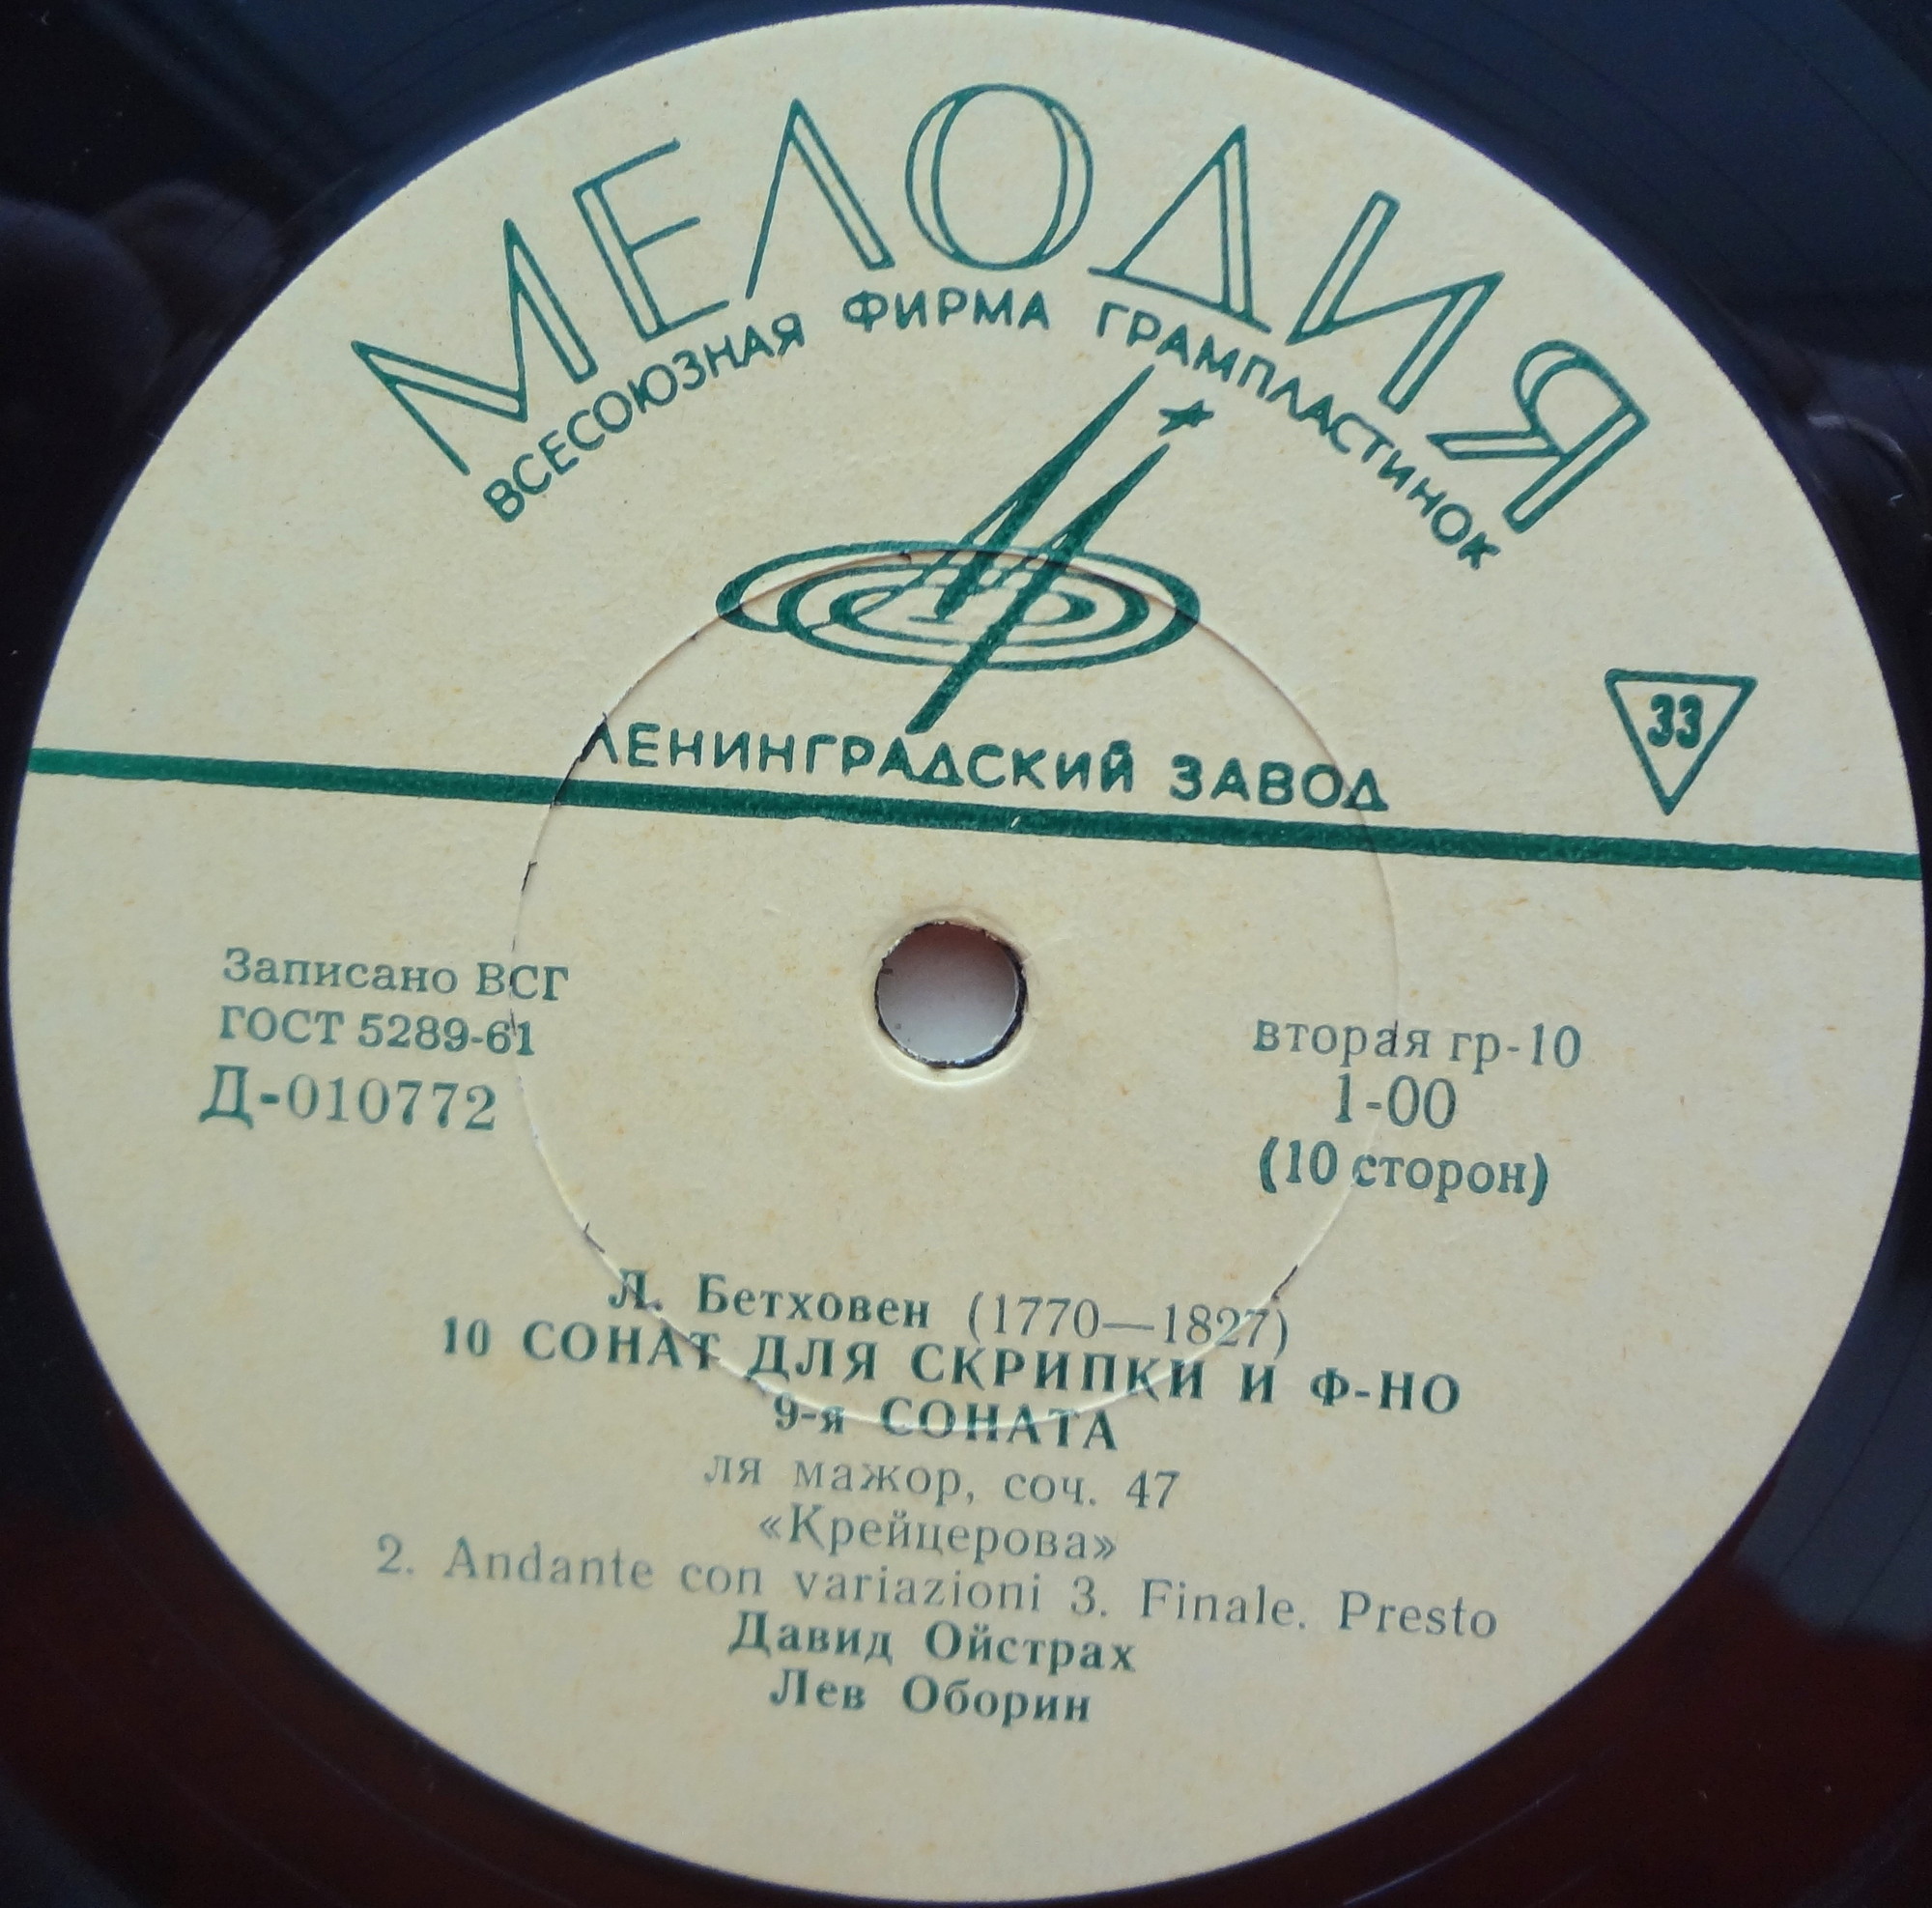 МЕЛОДИЯ
ВСЕСОЮЗНАЯ ФИРМА ГРАМПЛАСТИНОК
33
ЛЕНИНГРАДСКИЙ ЗАВОД
Записано ВСГ
ГОСТ 5289-61
Д-010772
вторая гр-10
1-00
(10 сторон)
Л. Бетховен (1770—1827)
10 СОНАТ ДЛЯ СКРИПКИ И Ф-НО
9-я СОНАТА
ля мажор, соч. 47
«Крейцерова»
2. Andante con variazioni 3. Finale. Presto
Давид Ойстрах
Лев Оборин